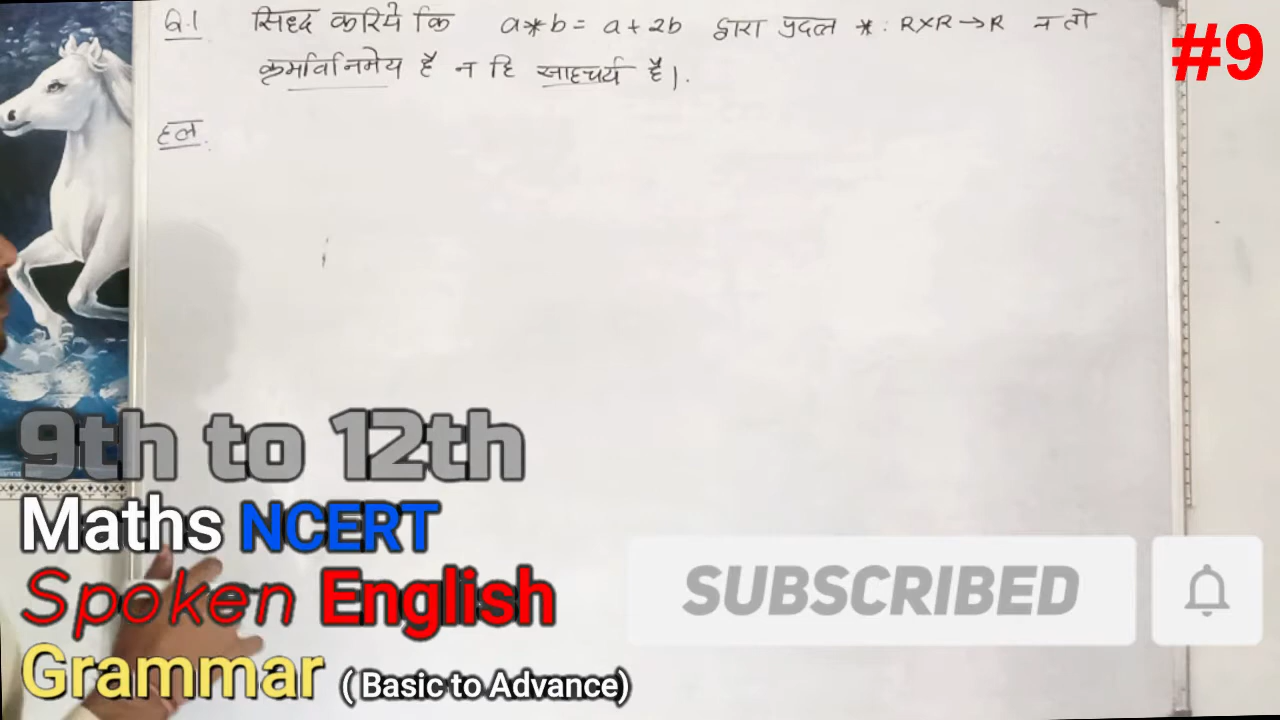 Q.1 सिध्द करिये कि a*b = a+2b द्वारा प्रदत्त *: R×R→R न तो
क्रमविनिमेय है न हि साहचर्य है।.
#9
हल.
9th to 12th
Maths NCERT
Spoken English
Grammar (Basic to Advance)
SUBSCRIBED